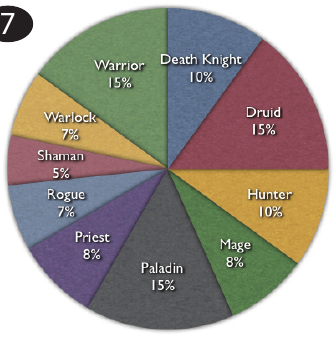 7
Death Knight
10%
Druid
15%
Hunter
10%
Mage
8%
Paladin
15%
Priest
8%
Rogue
7%
Shaman
5%
Warlock
7%
Warrior
15%